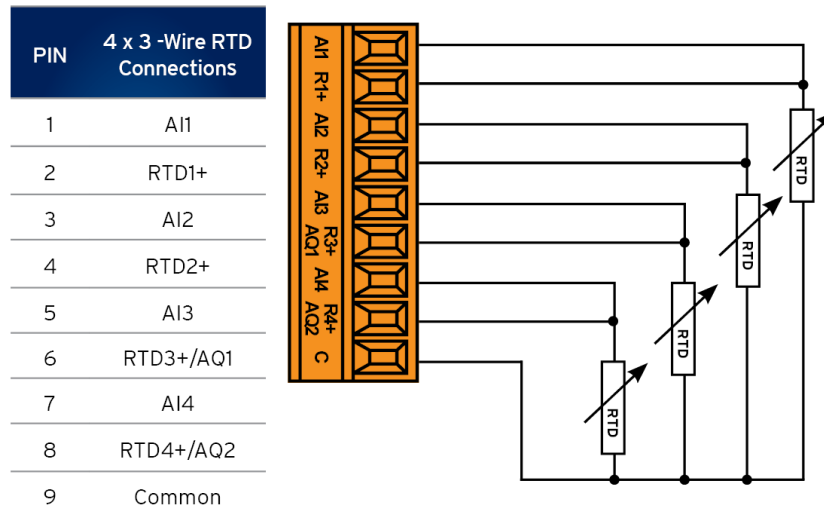 PIN
4 x 3 -Wire RTD
Connections
1 AI1
2 RTD1+
3 AI2
4 RTD2+
5 AI3
6 RTD3+/AQ1
7 AI4
8 RTD4+/AQ2
9 Common
AI1
R1+
AI2
R2+
AI3
R3+
AQ1
AI4
R4+
AQ2
C
RTD
RTD
RTD
RTD